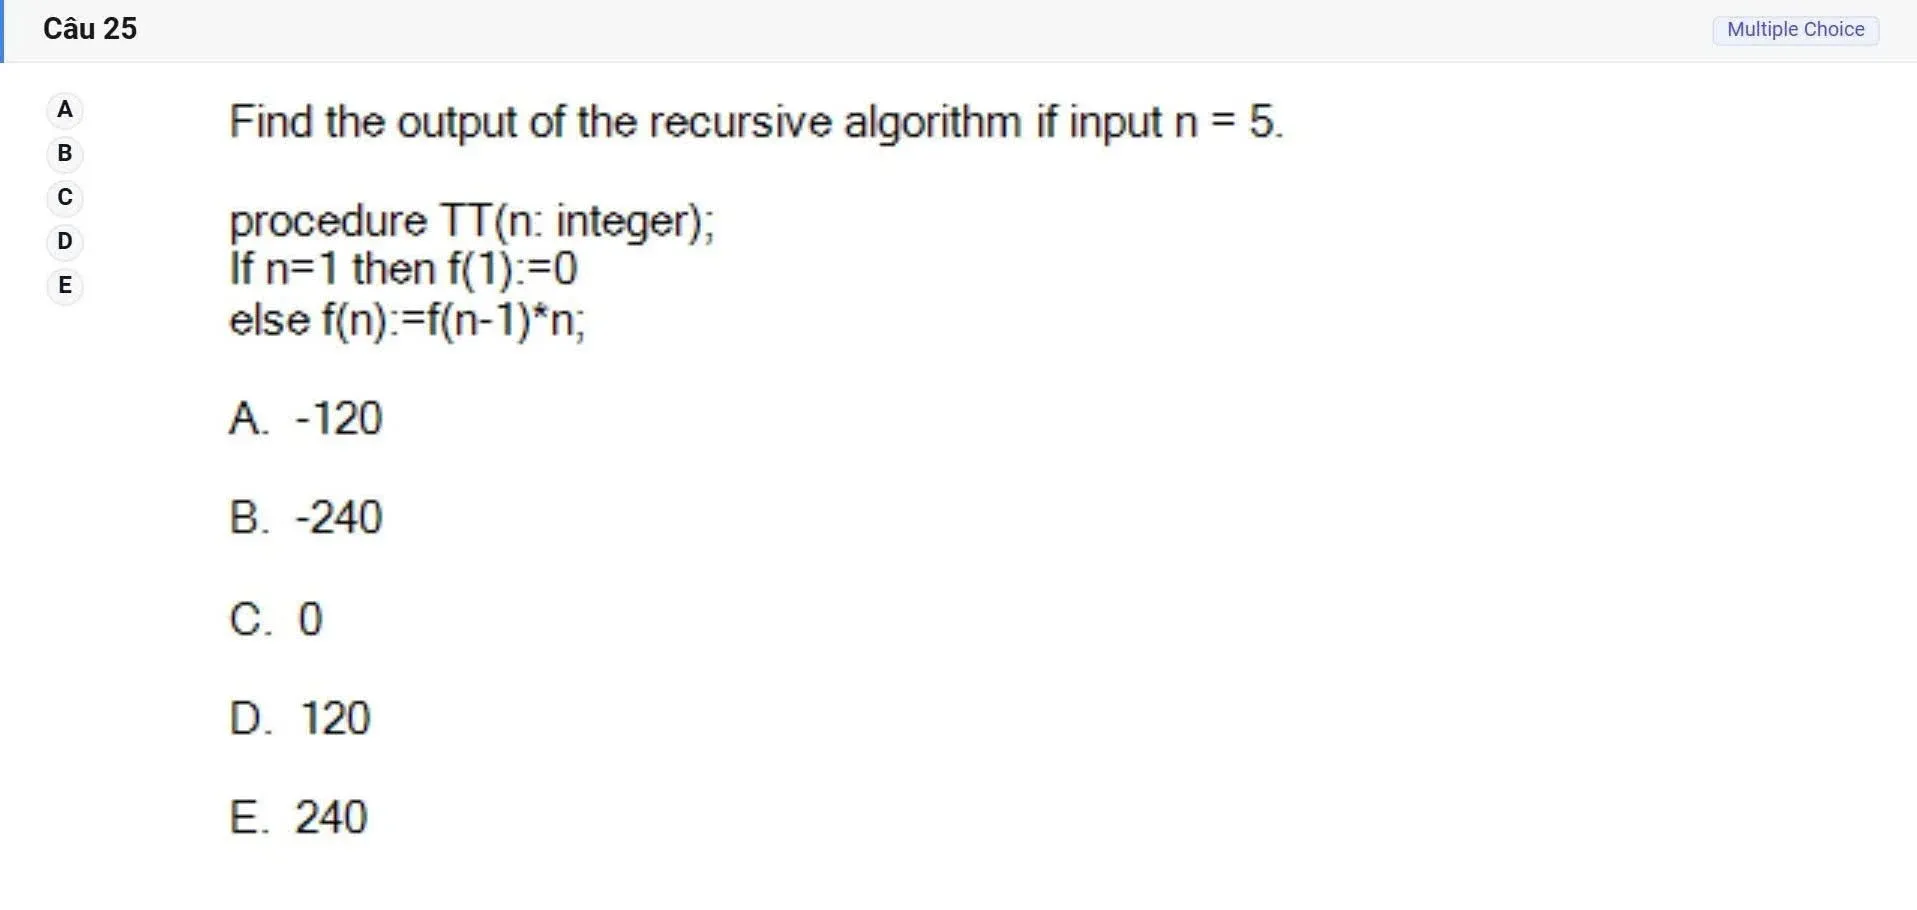 Câu 25
Multiple Choice
A
B
C
D
E
Find the output of the recursive algorithm if input n = 5.
procedure TT(n: integer);
If n=1 then f(1):=0
else f(n):=f(n-1)*n;
A. -120
B. -240
C. 0
D. 120
E. 240